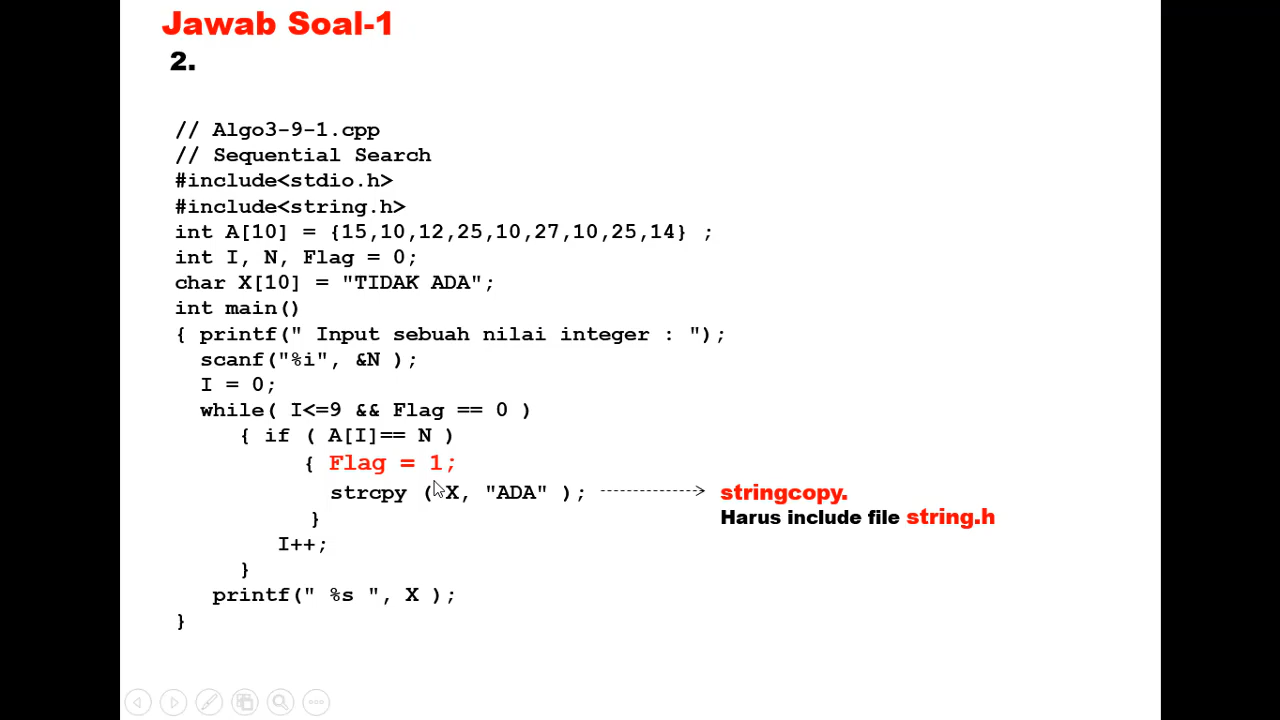 Jawab Soal-1
2.
// Algo3-9-1.cpp
// Sequential Search
#include<stdio.h>
#include<string.h>
int A[10] = {15,10,12,25,10,27,10,25,14} ;
int I, N, Flag = 0;
char X[10] = "TIDAK ADA";
int main()
{ printf(" Input sebuah nilai integer : ");
scanf("%i", &N );
I = 0;
while( I<=9 && Flag == 0 )
{ if ( A[I]== N )
{ Flag = 1;
strcpy ( X, "ADA" ); stringcopy.
Harus include file string.h
}
I++;
}
printf(" %s ", X );
}